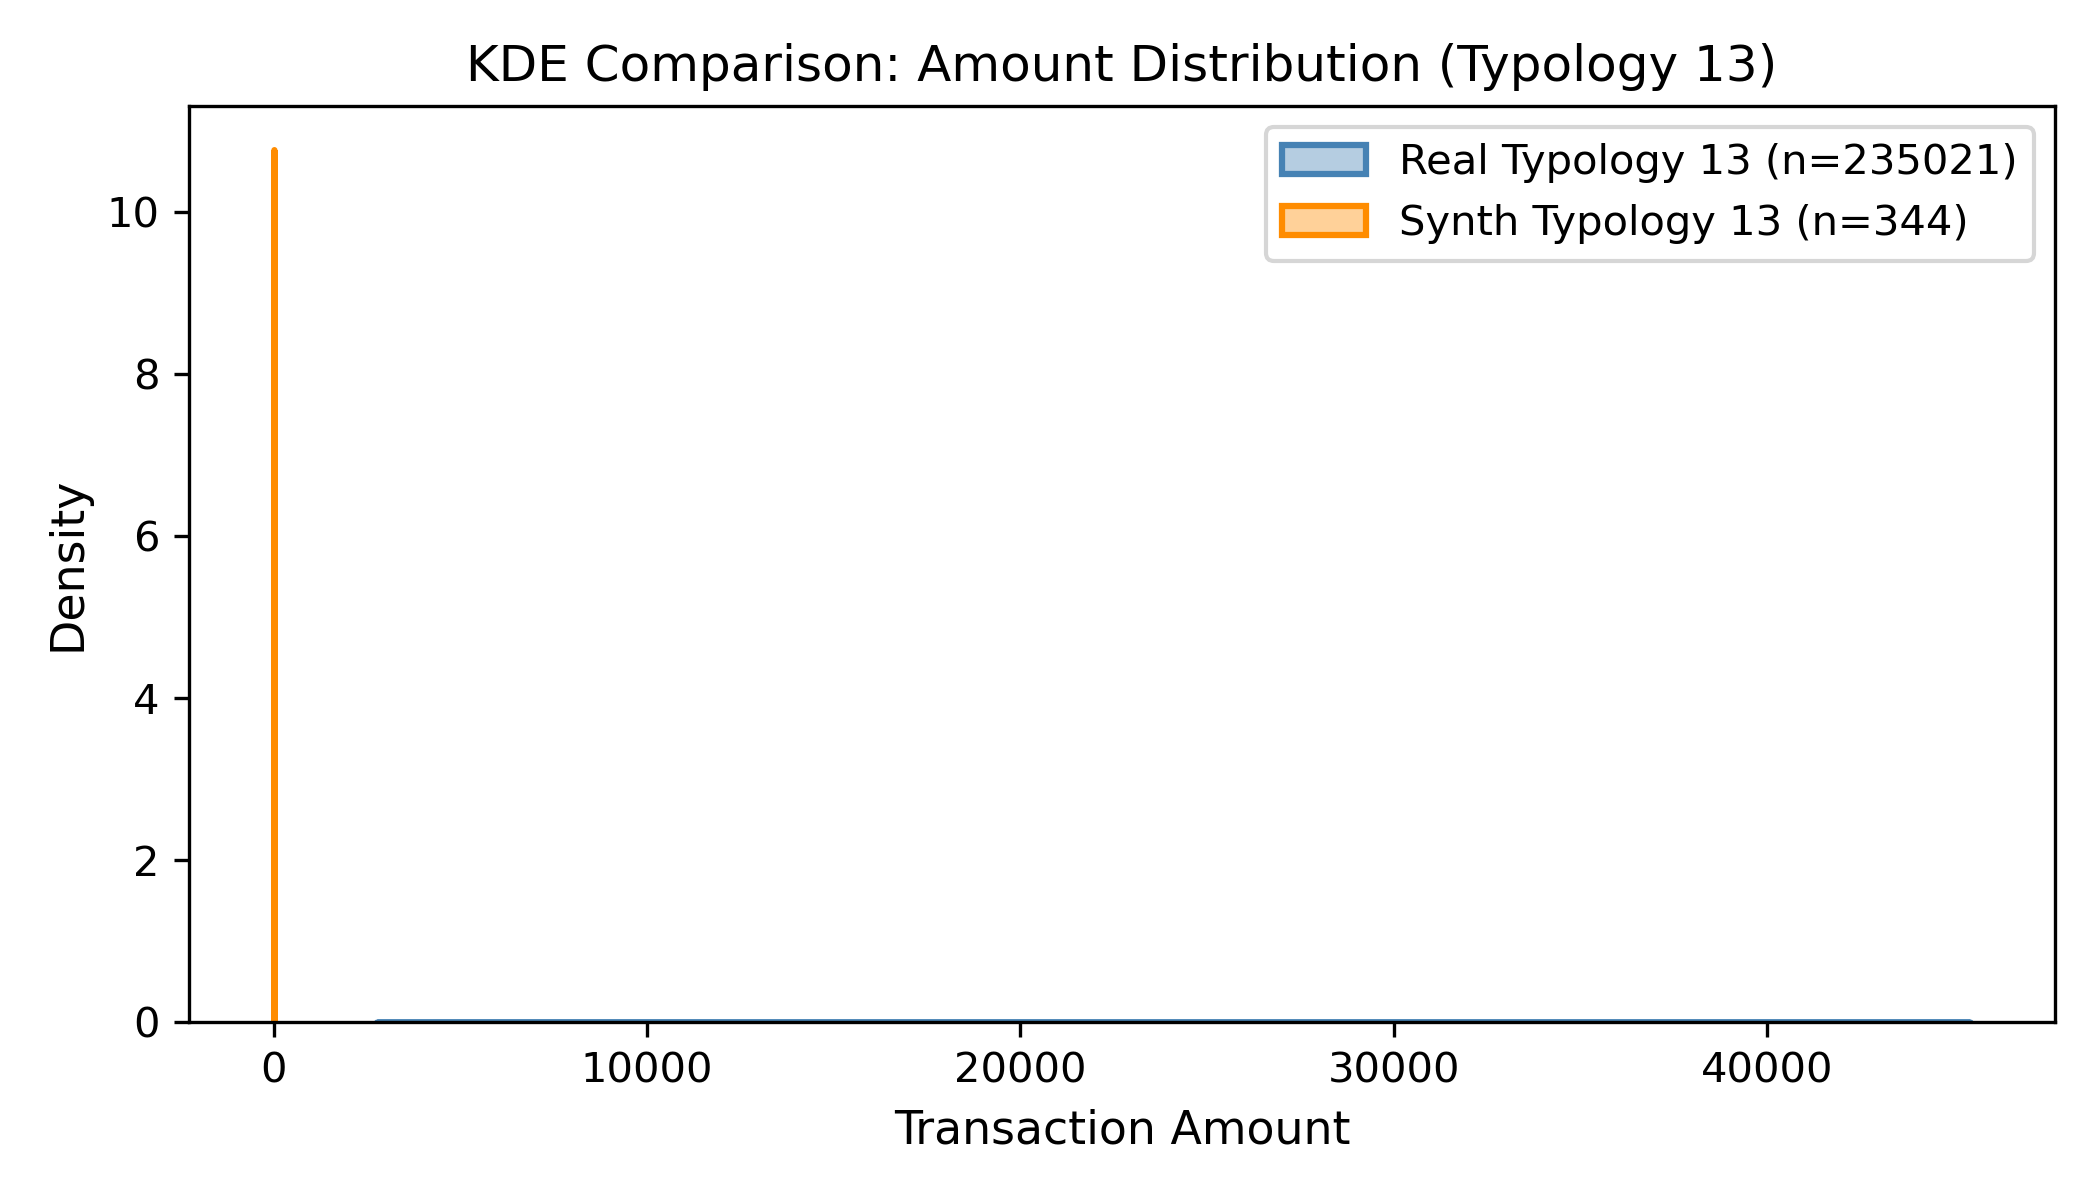 KDE Comparison: Amount Distribution (Typology 13)
Real Typology 13 (n=235021)
Synth Typology 13 (n=344)
Density
10
8
6
4
2
0
0 10000 20000 30000 40000
Transaction Amount